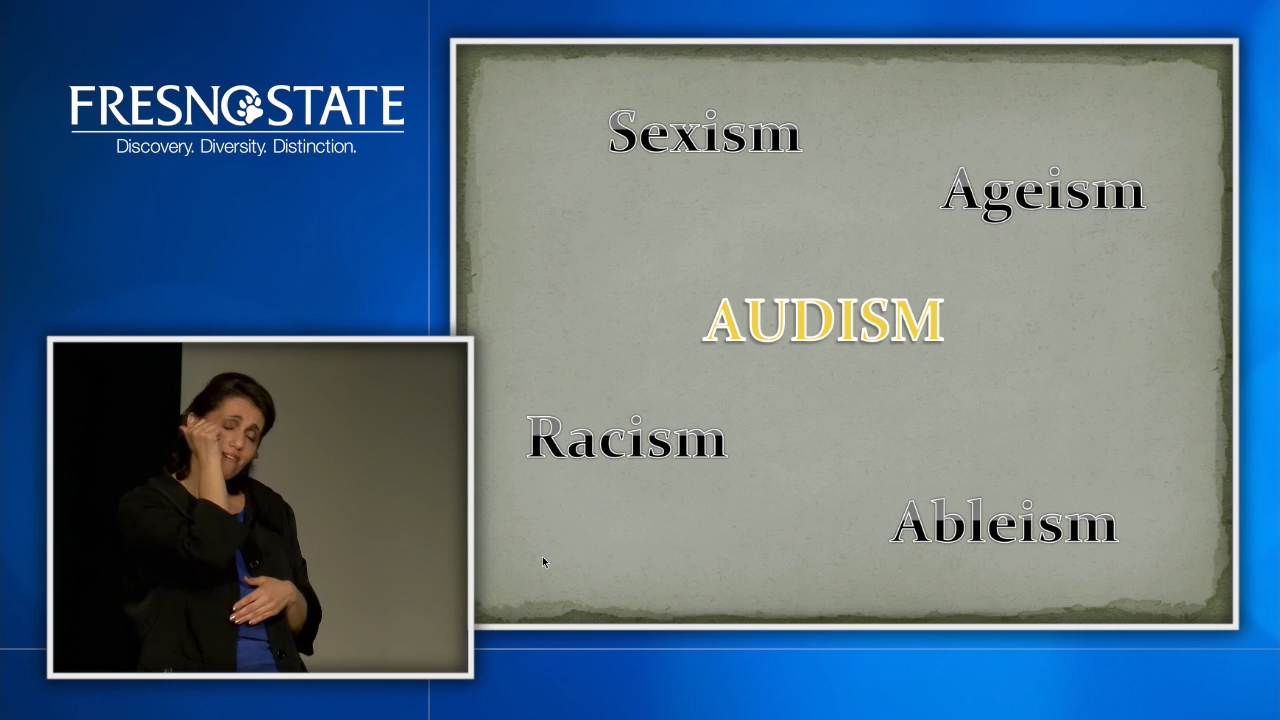 FRESNO STATE
Discovery. Diversity. Distinction.
Sexism
Ageism
AUDISM
Racism
Ableism